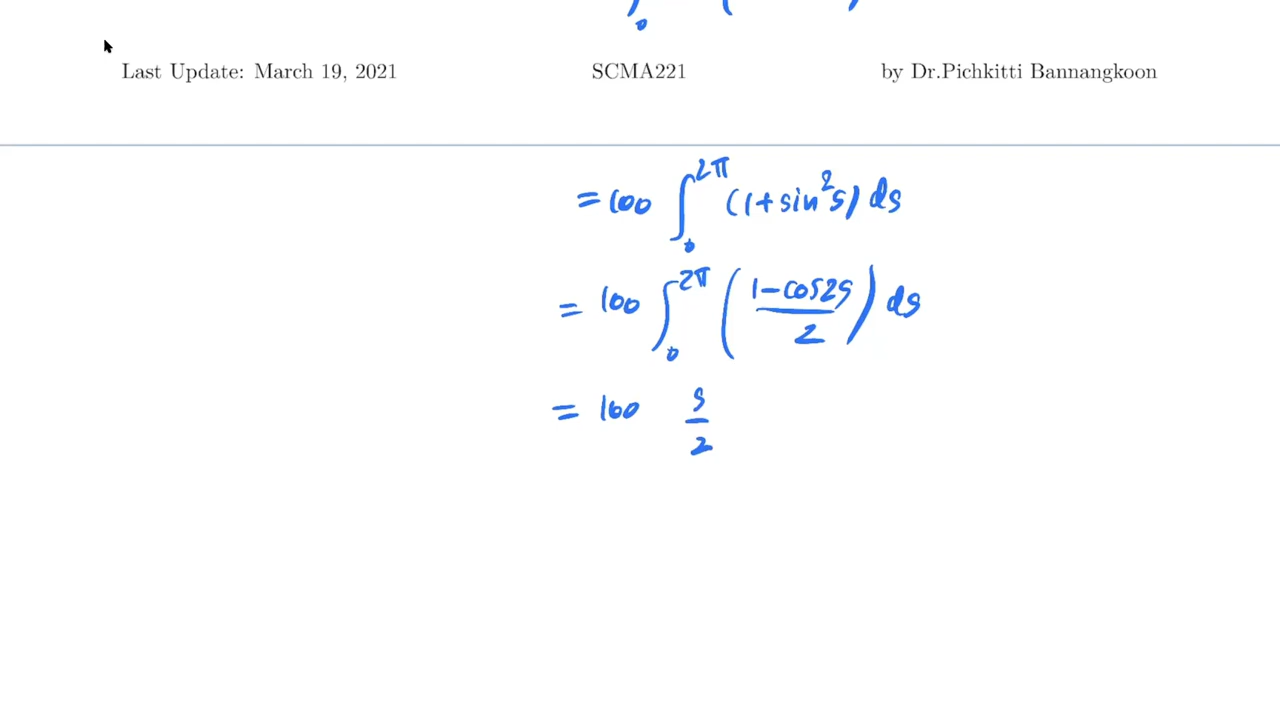 Last Update: March 19, 2021 SCMA221 by Dr.Pichkitti Bannangkoon
= 100 ∫₀^{2π} (1+sin²s) ds
= 100 ∫₀^{2π} ((1-cos2s)/2) ds
= 100 s/2